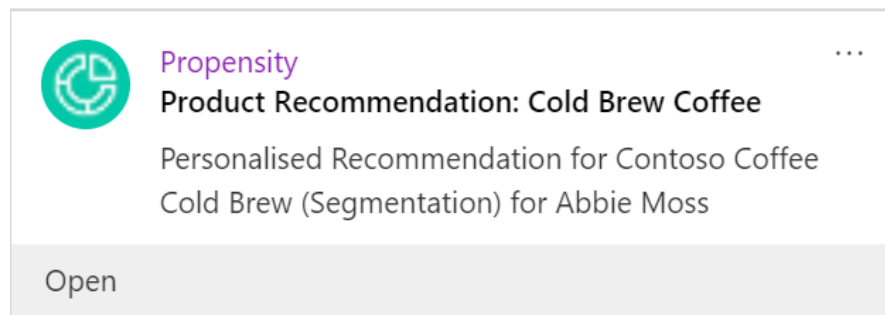 Propensity
...
Product Recommendation: Cold Brew Coffee
Personalised Recommendation for Contoso Coffee
Cold Brew (Segmentation) for Abbie Moss
Open